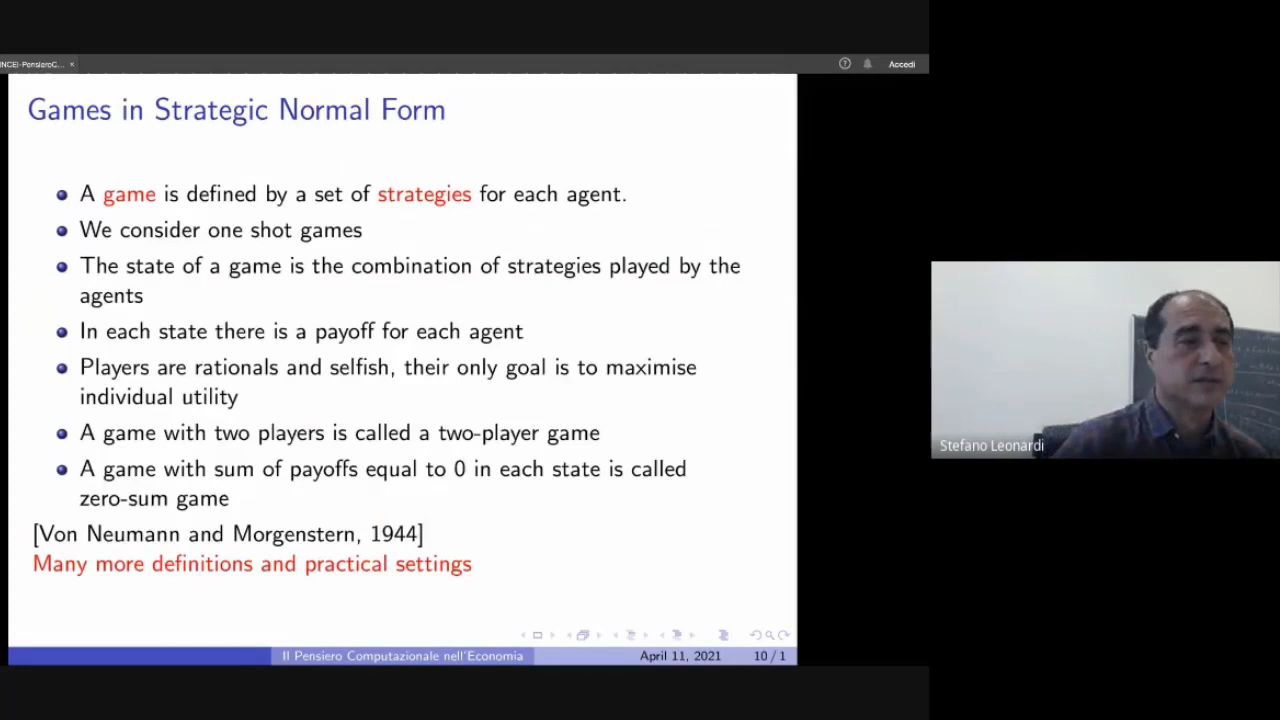 INCEI-PensieroC... ×
Accedi
Games in Strategic Normal Form
A game is defined by a set of strategies for each agent.
We consider one shot games
The state of a game is the combination of strategies played by the
agents
In each state there is a payoff for each agent
Players are rationals and selfish, their only goal is to maximise
individual utility
A game with two players is called a two-player game
A game with sum of payoffs equal to 0 in each state is called
zero-sum game
[Von Neumann and Morgenstern, 1944]
Many more definitions and practical settings
Il Pensiero Computazionale nell'Economia
April 11, 2021
10 / 1
Stefano Leonardi